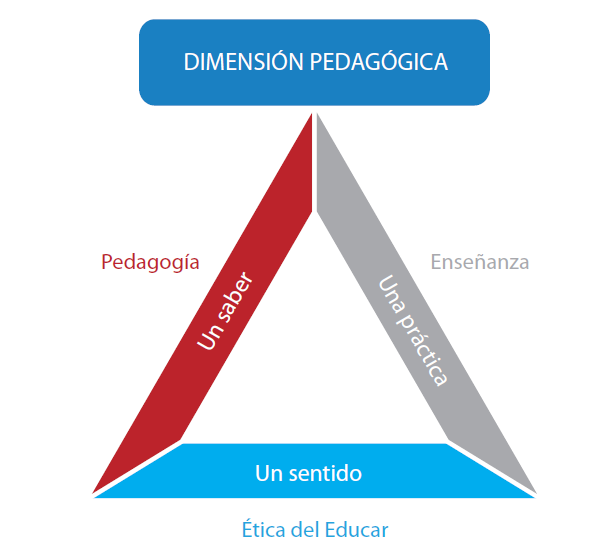 DIMENSIÓN PEDAGÓGICA
Pedagogía
Un saber
Enseñanza
Una práctica
Un sentido
Ética del Educar